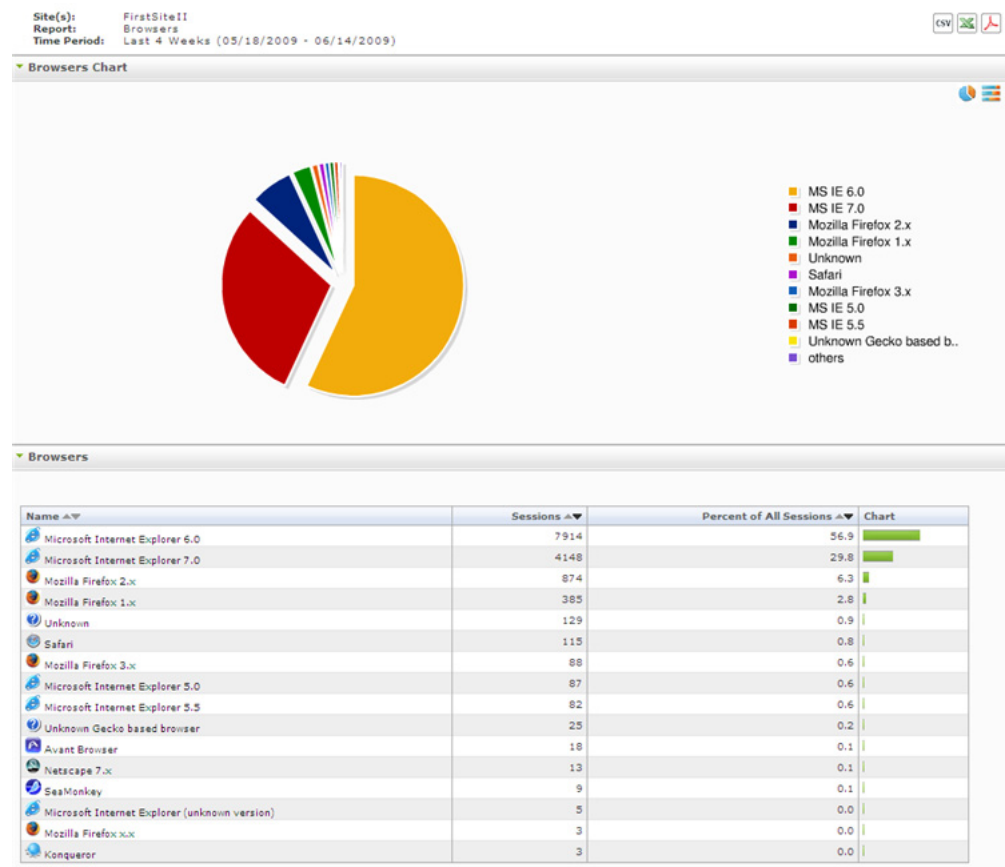 Site(s): FirstSiteII
Report: Browsers
Time Period: Last 4 Weeks (05/18/2009 - 06/14/2009)
CSV
Browsers Chart
MS IE 6.0
MS IE 7.0
Mozilla Firefox 2.x
Mozilla Firefox 1.x
Unknown
Safari
Mozilla Firefox 3.x
MS IE 5.0
MS IE 5.5
Unknown Gecko based b..
others
Browsers
Name Sessions Percent of All Sessions Chart
Microsoft Internet Explorer 6.0 7914 56.9
Microsoft Internet Explorer 7.0 4148 29.8
Mozilla Firefox 2.x 874 6.3
Mozilla Firefox 1.x 385 2.8
Unknown 129 0.9
Safari 115 0.8
Mozilla Firefox 3.x 88 0.6
Microsoft Internet Explorer 5.0 87 0.6
Microsoft Internet Explorer 5.5 82 0.6
Unknown Gecko based browser 25 0.2
Avant Browser 18 0.1
Netscape 7.x 13 0.1
SeaMonkey 9 0.1
Microsoft Internet Explorer (unknown version) 5 0.0
Mozilla Firefox x.x 3 0.0
Konqueror 3 0.0